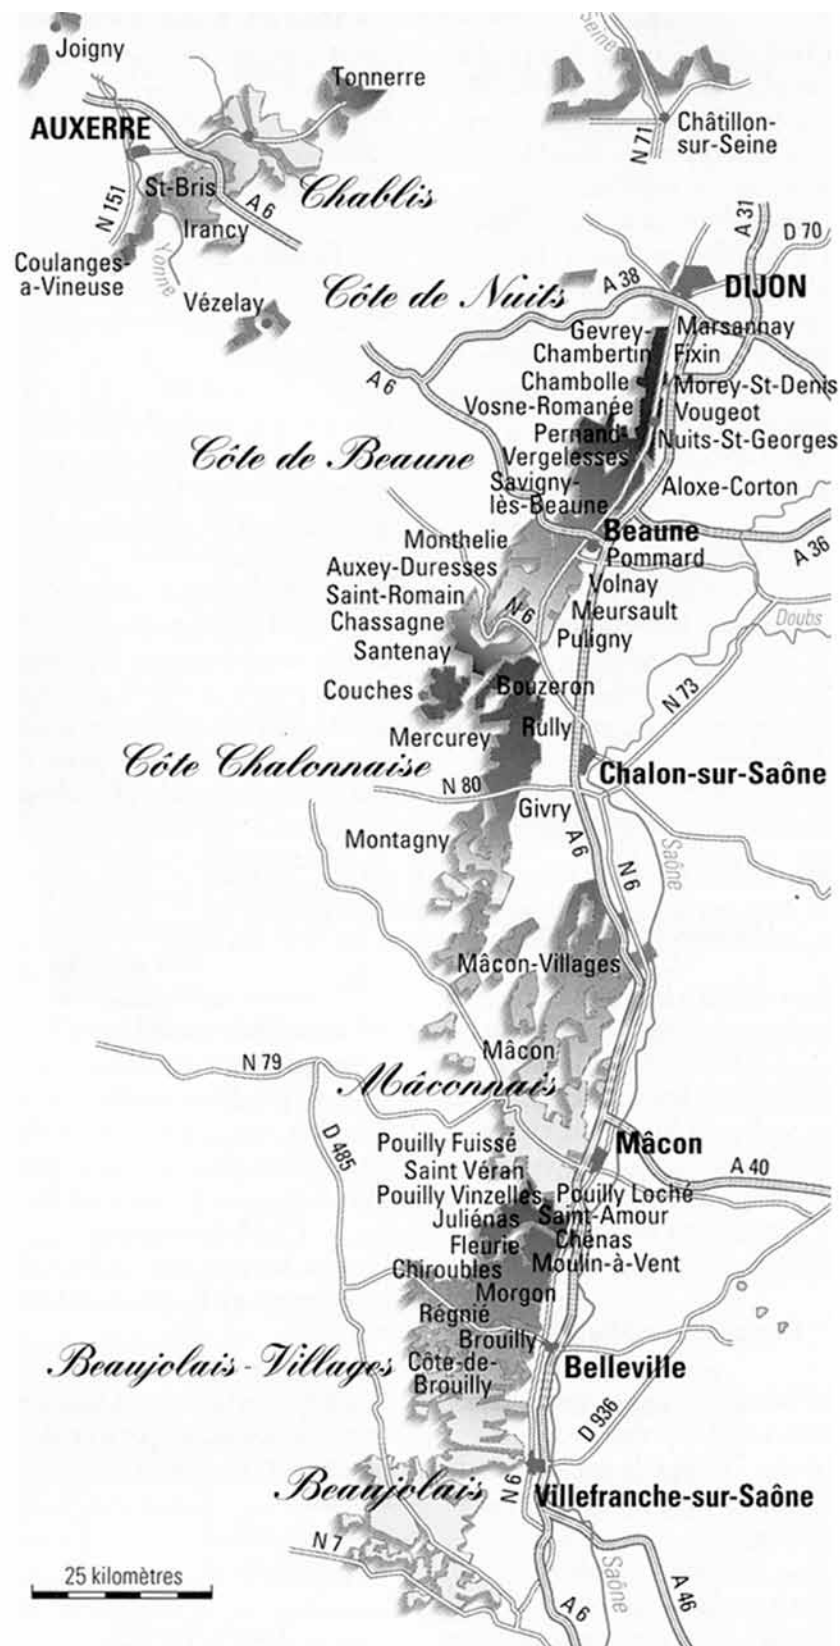 Joigny
Tonnerre
AUXERRE
Seine
Châtillon-
sur-Seine
N 71
St-Bris
Chablis
N 151
A 6
Irancy
Yonne
Coulanges-
a-Vineuse
Vézelay
A 31
D 70
Côte de Nuits
A 38
DIJON
Gevrey-
Chambertin
Marsannay
Fixin
A 6
Chambolle
Morey-St-Denis
Vosne-Romanée
Vougeot
Pernand-
Vergelesses
Nuits-St-Georges
Côte de Beaune
Savigny-
lès-Beaune
Aloxe-Corton
Beaune
A 36
Monthelie
Pommard
Auxey-Duresses
Volnay
Saint-Romain
N 6
Meursault
Doubs
Chassagne
Puligny
Santenay
Couches
Bouzeron
N 73
Rully
Mercurey
Côte Chalonnaise
Chalon-sur-Saône
N 80
Givry
Montagny
A 6
N 6
Saône
Mâcon-Villages
Mâcon
N 79
Mâconnais
D 485
Pouilly Fuissé
Mâcon
Saint Véran
A 40
Pouilly Vinzelles
Pouilly Loché
Juliénas
Saint-Amour
Fleurie
Chénas
Chiroubles
Moulin-à-Vent
Morgon
Régnié
Brouilly
Beaujolais-Villages
Côte-de-
Brouilly
Belleville
D 936
Beaujolais
N 6
Villefranche-sur-Saône
N 7
25 kilomètres
Saône
A 6
A 46